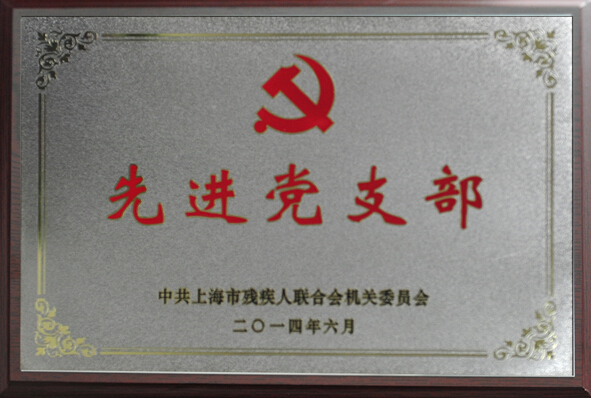 先进党支部
中共上海市残疾人联合会机关委员会
二〇一四年六月